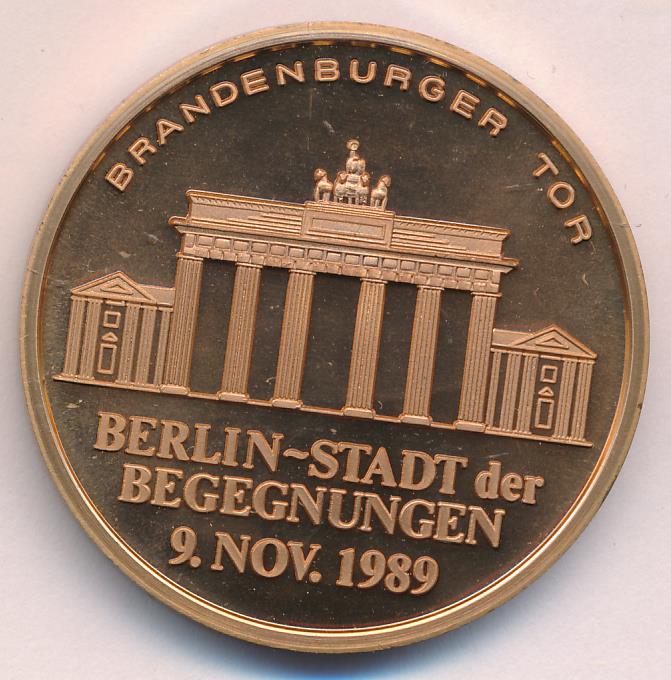 BRANDENBURGER TOR
BERLIN~STADT der
BEGEGNUNGEN
9. NOV. 1989